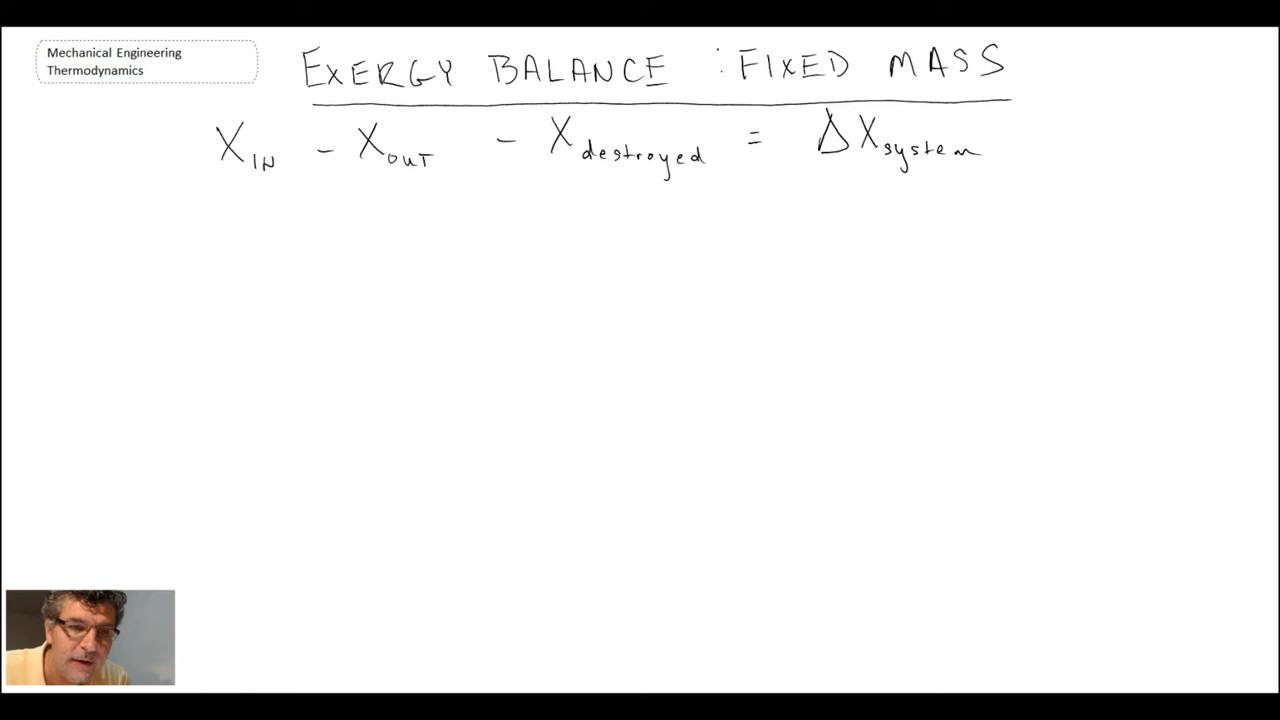 Mechanical Engineering
Thermodynamics
EXERGY BALANCE : FIXED MASS
X_IN - X_OUT - X_destroyed = ΔX_system